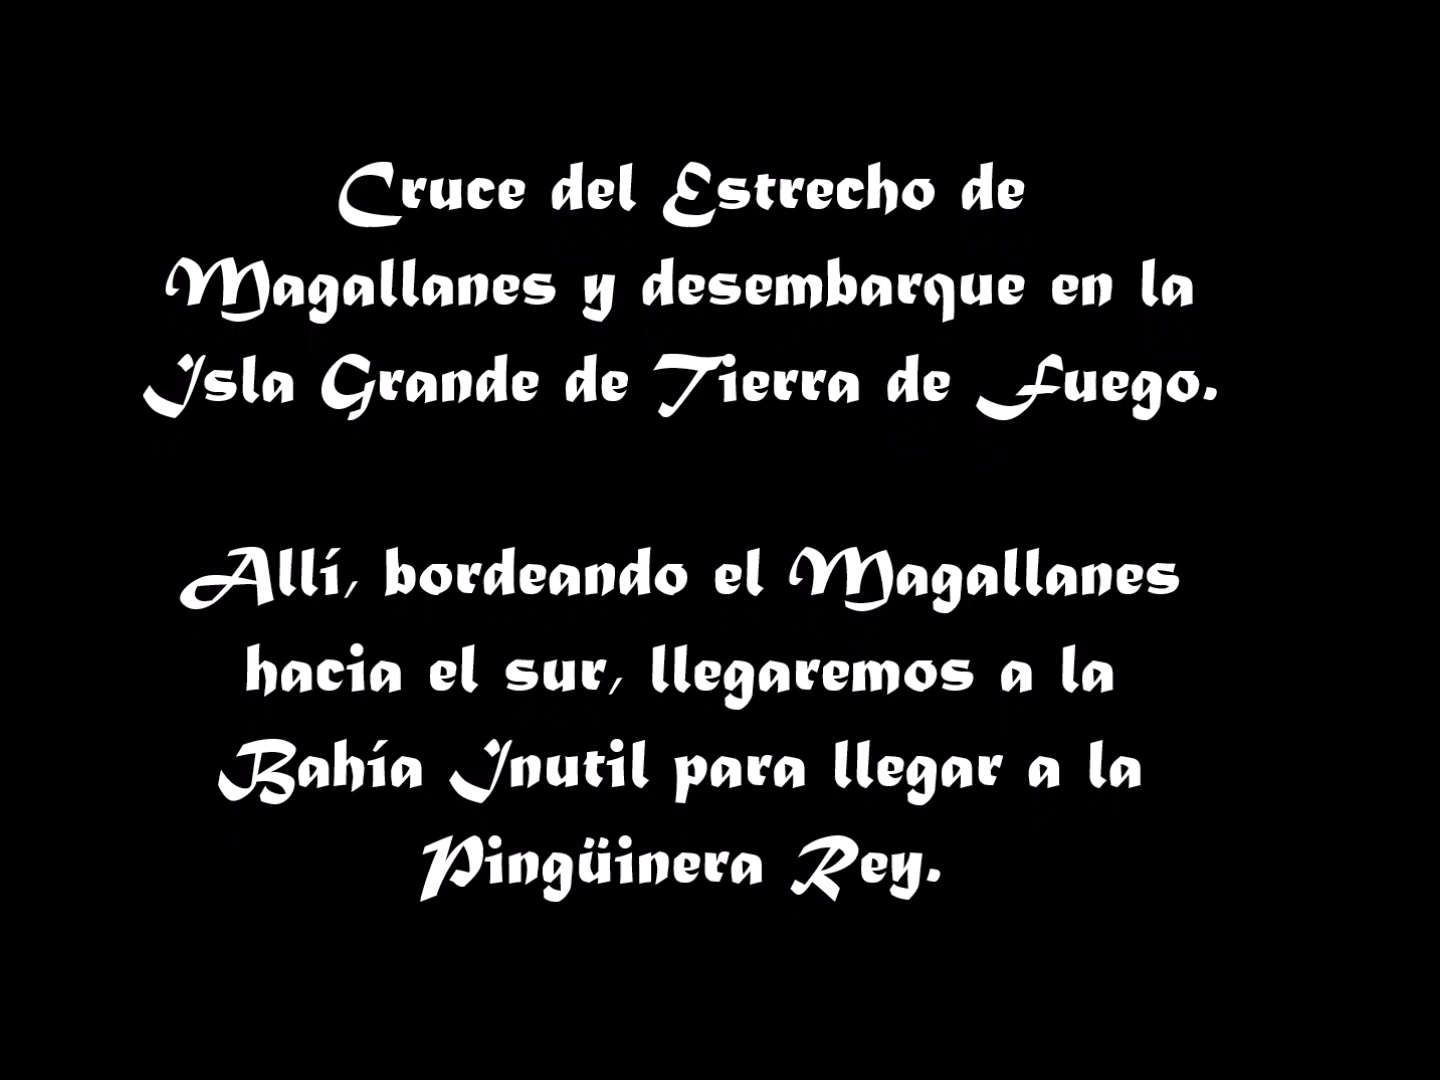 Cruce del Estrecho de
Magallanes y desembarque en la
Isla Grande de Tierra de Fuego.
Allí, bordeando el Magallanes
hacia el sur, llegaremos a la
Bahía Inutil para llegar a la
Pingüinera Rey.